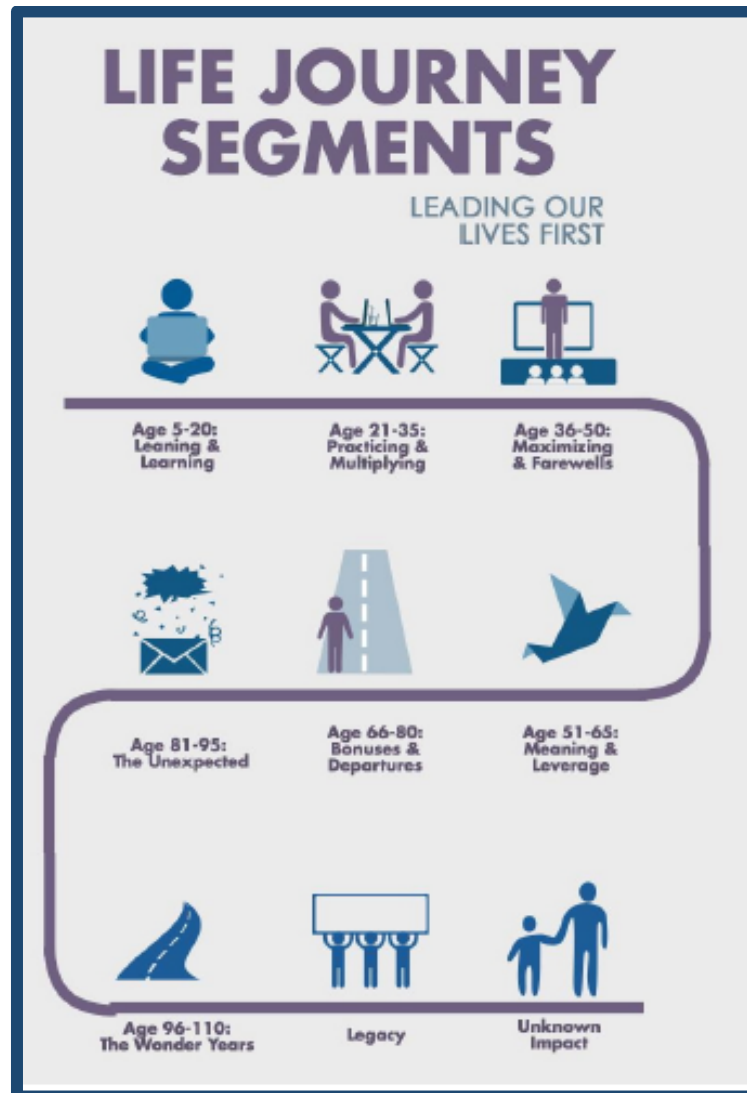 LIFE JOURNEY
SEGMENTS
LEADING OUR
LIVES FIRST
Age 5-20:
Leaning &
Learning
Age 21-35:
Practicing &
Multiplying
Age 36-50:
Maximizing
& Farewells
Age 51-65:
Meaning &
Leverage
Age 66-80:
Bonuses &
Departures
Age 81-95:
The Unexpected
Age 96-110:
The Wonder Years
Legacy
Unknown
Impact